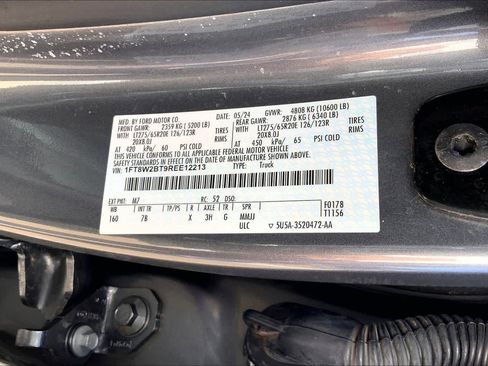 MFD. BY FORD MOTOR CO. DATE: 05/24 GVWR: 4808 KG (10600 LB)
FRONT GAWR: 2359 KG ( 5200 LB) REAR GAWR: 2876 KG ( 6340 LB)
LT275/65R20E 126/123R TIRES LT275/65R20E 126/123R TIRES
20X8.0J RIMS 20X8.0J RIMS
AT 420 kPa/ 60 PSI COLD AT 450 kPa/ 65 PSI COLD
THIS VEHICLE CONFORMS TO ALL APPLICABLE FEDERAL MOTOR VEHICLE
SAFETY STANDARDS IN EFFECT ON THE DATE OF MANUFACTURE SHOWN ABOVE.
VIN: 1FT8W2BT9REE12213 TYPE: Truck
EXT PNT: M7 RC: 52 DSO: F0178
WB INT TR TP/PS R AXLE TR SPR T1156
160 7B X 3H G MMJJ
ULC ▽ 5U5A-3520472-AA